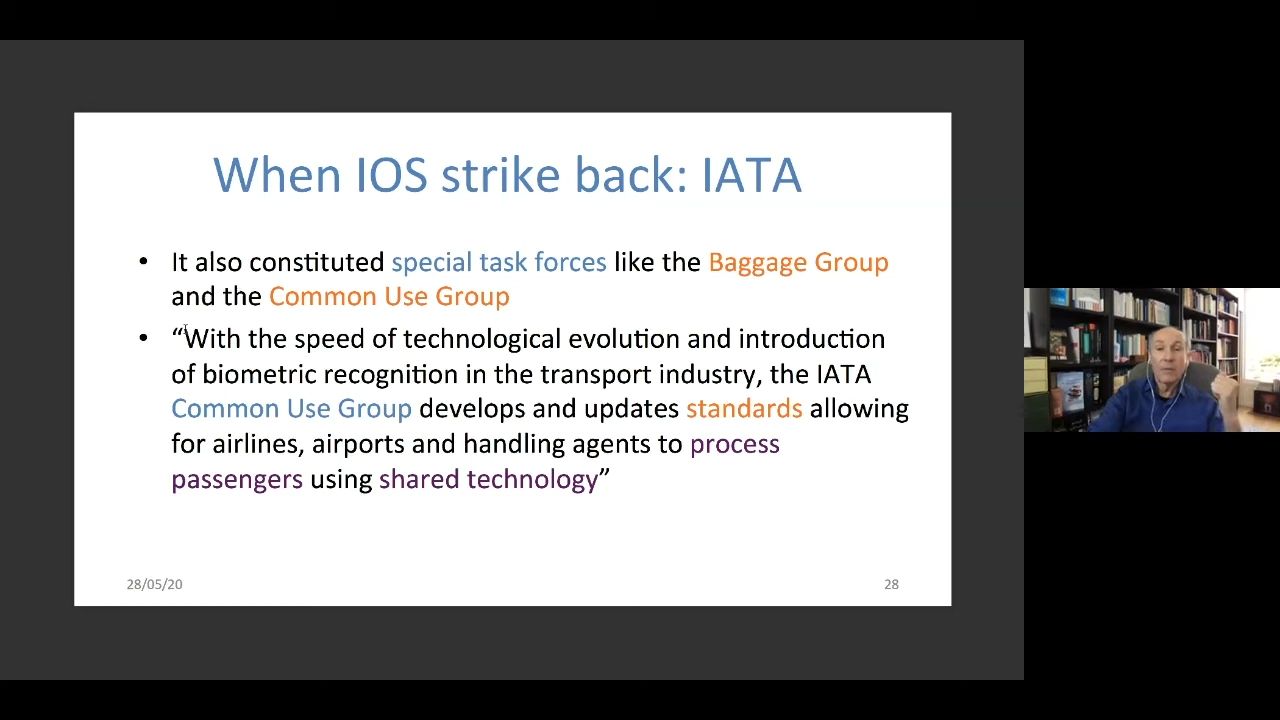 When IOS strike back: IATA
• It also constituted special task forces like the Baggage Group
and the Common Use Group
• “With the speed of technological evolution and introduction
of biometric recognition in the transport industry, the IATA
Common Use Group develops and updates standards allowing
for airlines, airports and handling agents to process
passengers using shared technology”
28/05/20
28